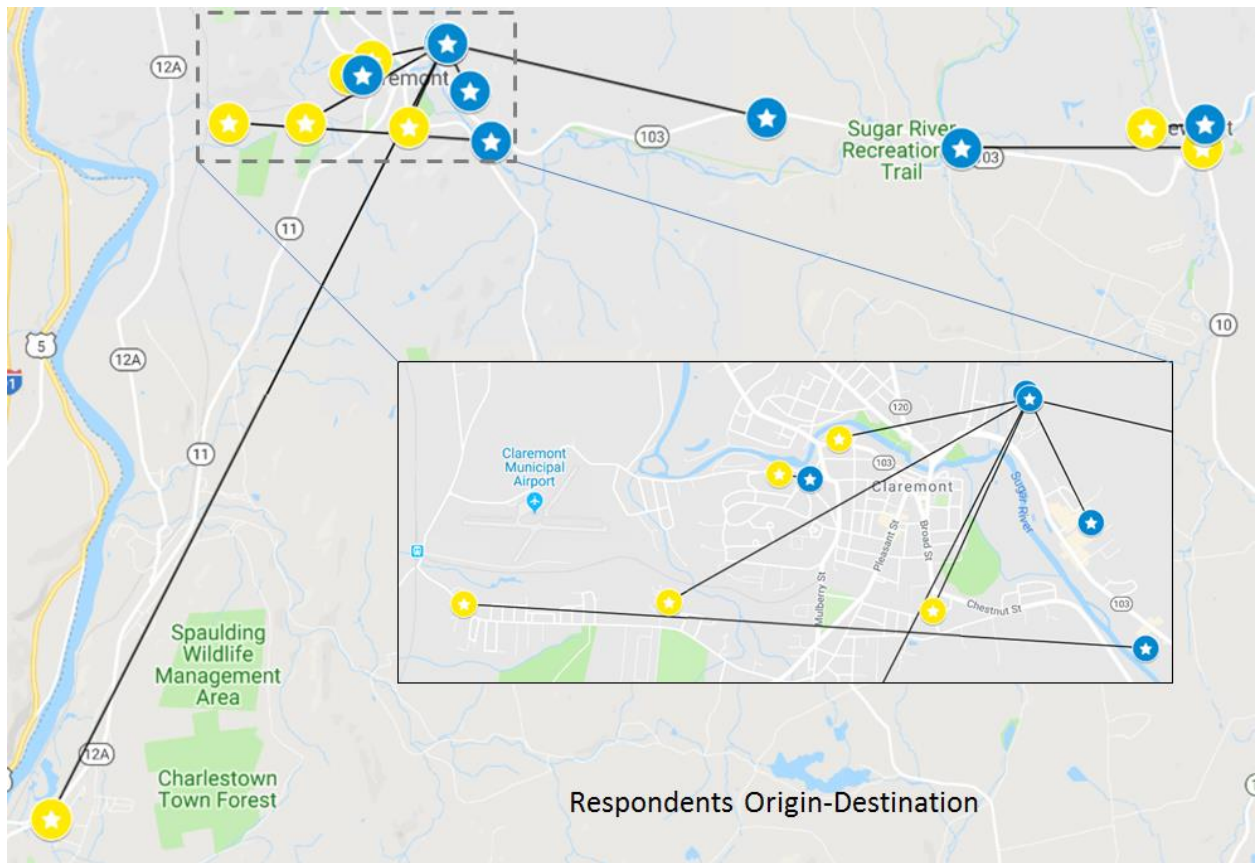 12A
Claremont
103
Sugar River
Recreation
Trail
103
11
5
12A
10
11
120
Claremont
Municipal
Airport
103
Claremont
Sugar River
Pleasant St
Broad St
Mulberry St
Chestnut St
103
Spaulding
Wildlife
Management
Area
12A
Charlestown
Town Forest
Respondents Origin-Destination